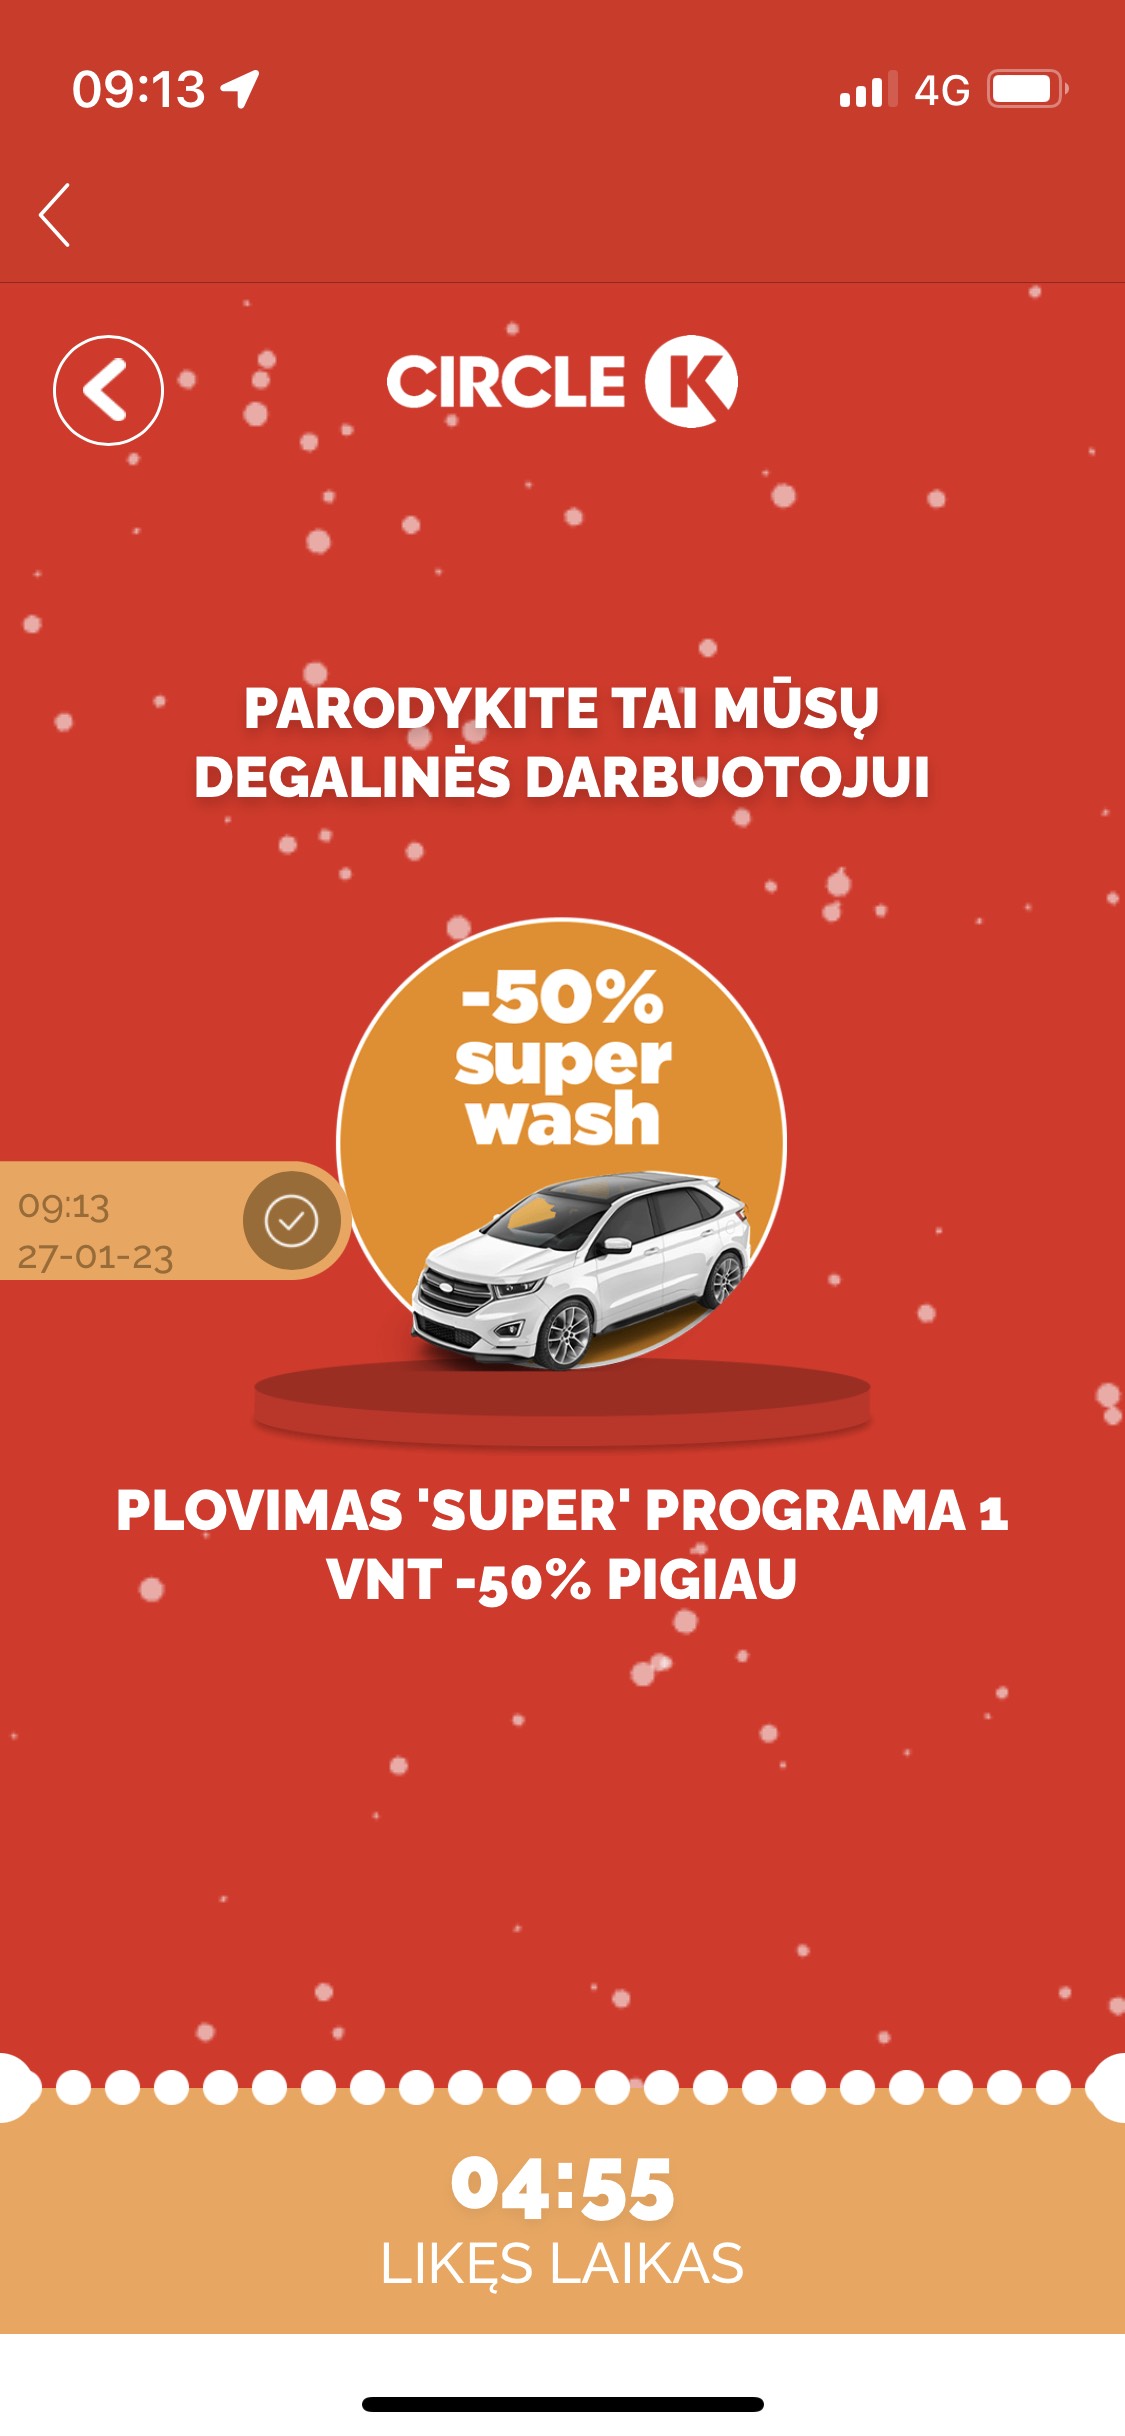 09:13
4G
CIRCLE K
PARODYKITE TAI MŪSŲ
DEGALINĖS DARBUOTOJUI
-50%
super
wash
09:13
27-01-23
PLOVIMAS 'SUPER' PROGRAMA 1
VNT -50% PIGIAU
04:55
LIKĘS LAIKAS